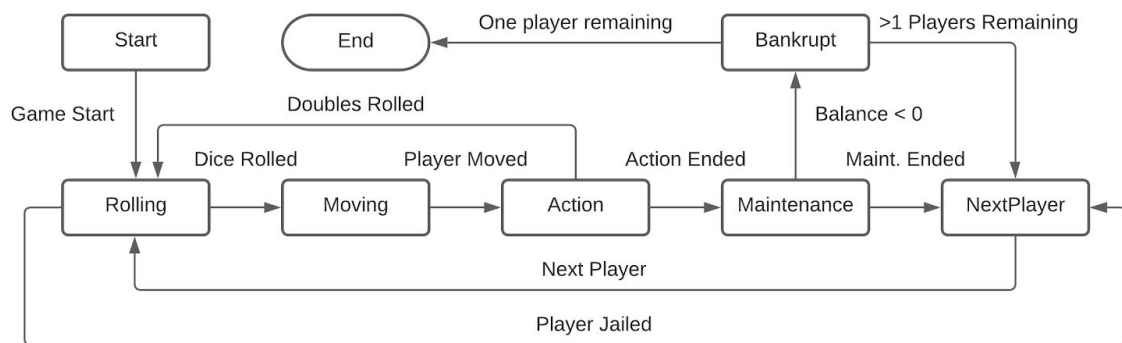 One player remaining
>1 Players Remaining
Start
End
Bankrupt
Doubles Rolled
Game Start
Balance < 0
Dice Rolled
Player Moved
Action Ended
Maint. Ended
Rolling
Moving
Action
Maintenance
NextPlayer
Next Player
Player Jailed